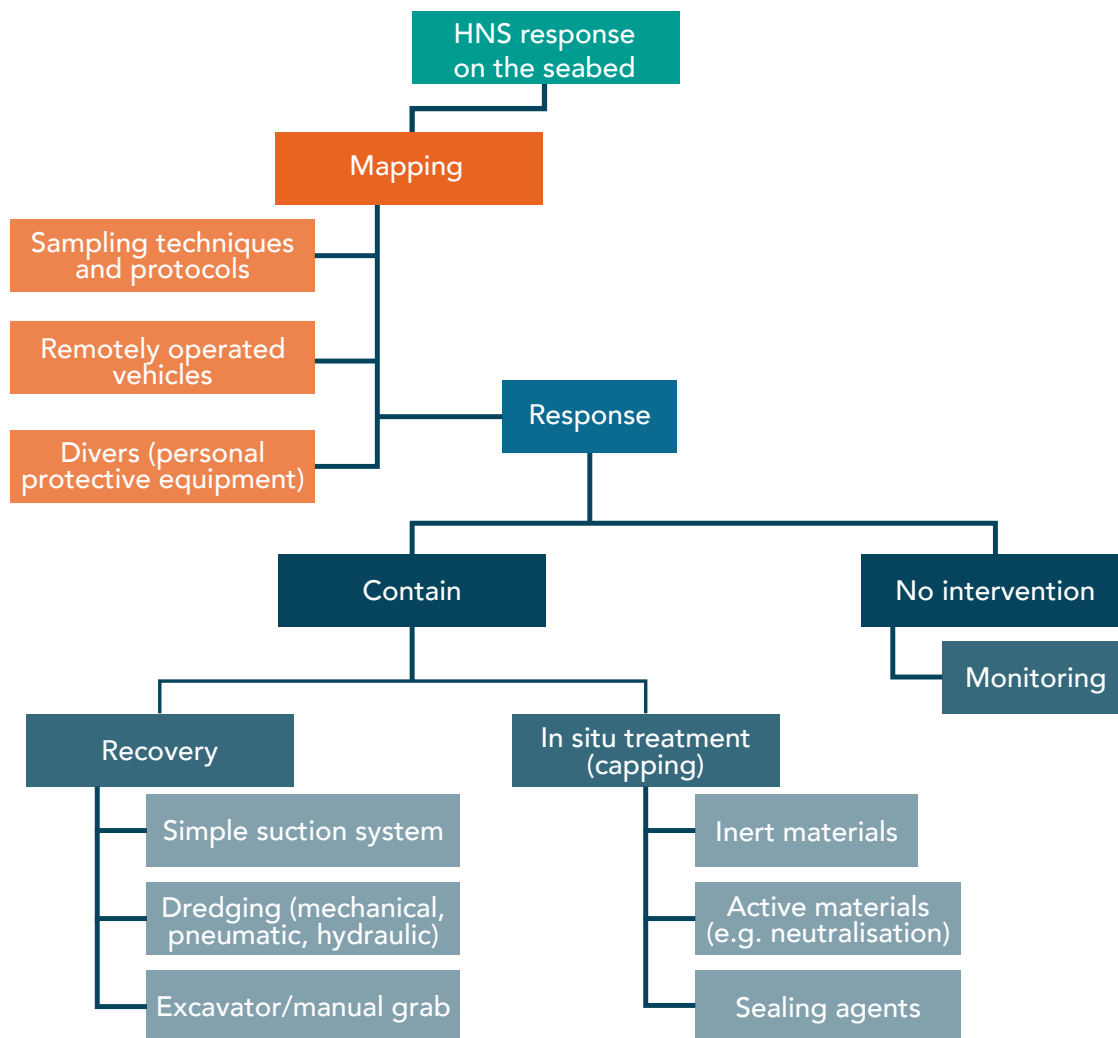 HNS response
on the seabed
Mapping
Sampling techniques
and protocols
Remotely operated
vehicles
Divers (personal
protective equipment)
Response
Contain
No intervention
Monitoring
Recovery
In situ treatment
(capping)
Simple suction system
Dredging (mechanical,
pneumatic, hydraulic)
Excavator/manual grab
Inert materials
Active materials
(e.g. neutralisation)
Sealing agents